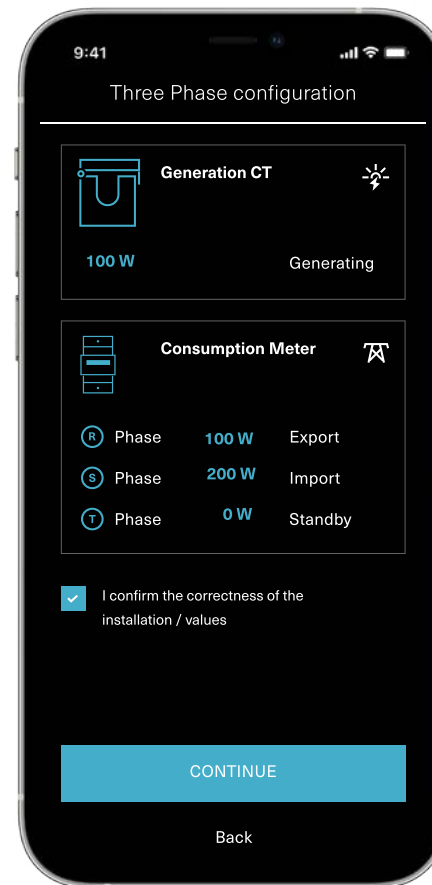 9:41
Three Phase configuration
Generation CT
100 W Generating
Consumption Meter
R Phase 100 W Export
S Phase 200 W Import
T Phase 0 W Standby
I confirm the correctness of the
installation / values
CONTINUE
Back